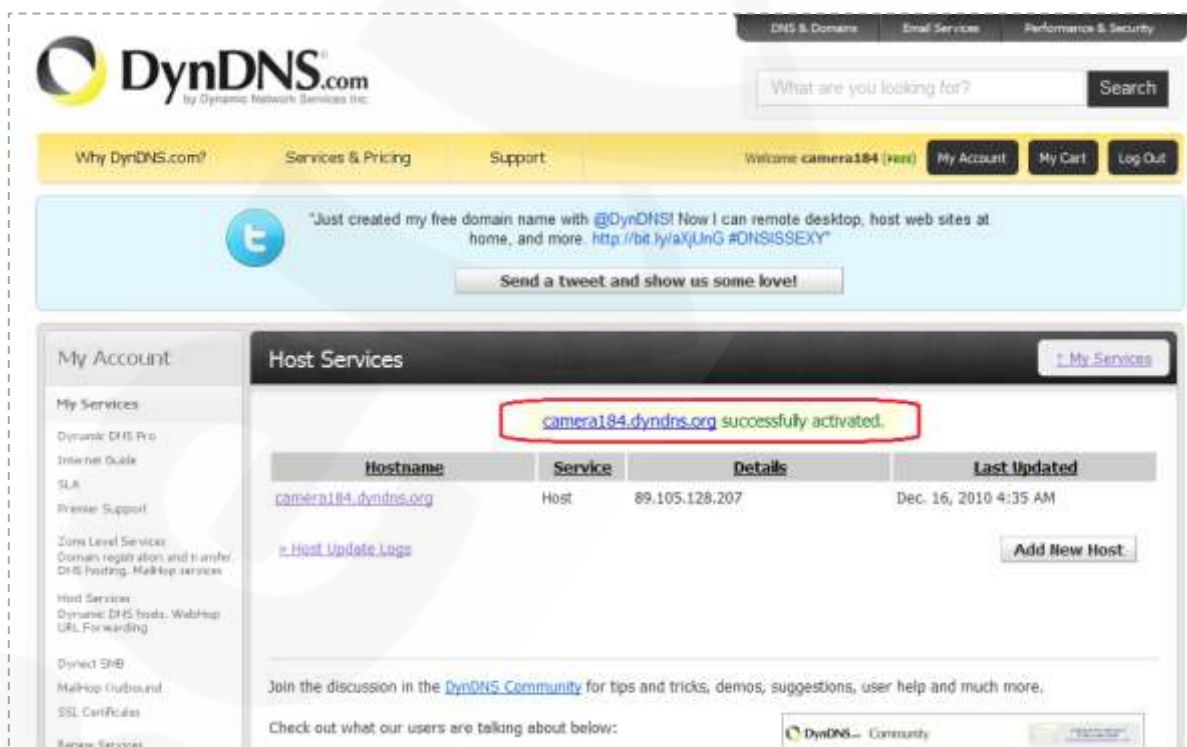 DNS & Domains Email Services Performance & Security
DynDNS.com
by Dynamic Network Services Inc.
What are you looking for? Search
Why DynDNS.com? Services & Pricing Support Welcome camera184 (FREE) My Account My Cart Log Out
"Just created my free domain name with @DynDNS! Now I can remote desktop, host web sites at
home, and more. http://bit.ly/aXjUnG #DNSISSEXY"
Send a tweet and show us some love!
My Account
Host Services
↑ My Services
My Services
Dynamic DNS Pro
Internet Guide
SLA
Premier Support
Zone Level Services
Domain registration and transfer,
DNS hosting, MailHop services
Host Services
Dynamic DNS hosts, WebHop
URL Forwarding
Dynect SMB
MailHop Outbound
SSL Certificates
Renew Services
camera184.dyndns.org successfully activated.
Hostname Service Details Last Updated
camera184.dyndns.org Host 89.105.128.207 Dec. 16, 2010 4:35 AM
» Host Update Logs
Add New Host
Join the discussion in the DynDNS Community for tips and tricks, demos, suggestions, user help and much more.
Check out what our users are talking about below:
DynDNS Community